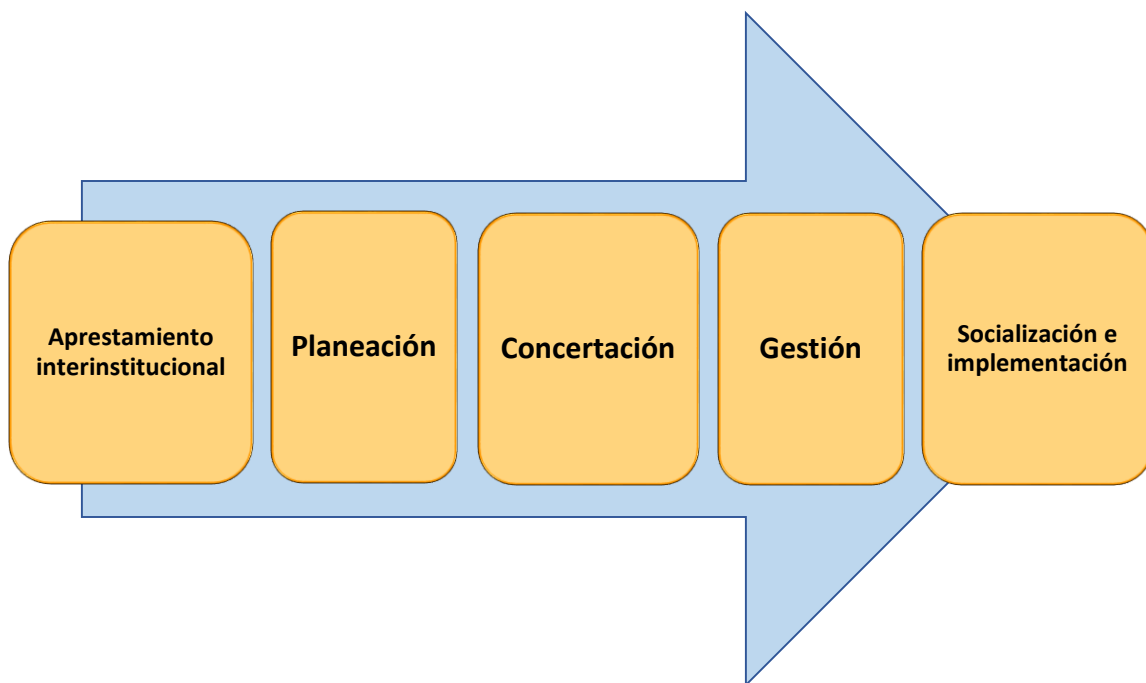 Aprestamiento
interinstitucional
Planeación
Concertación
Gestión
Socialización e
implementación